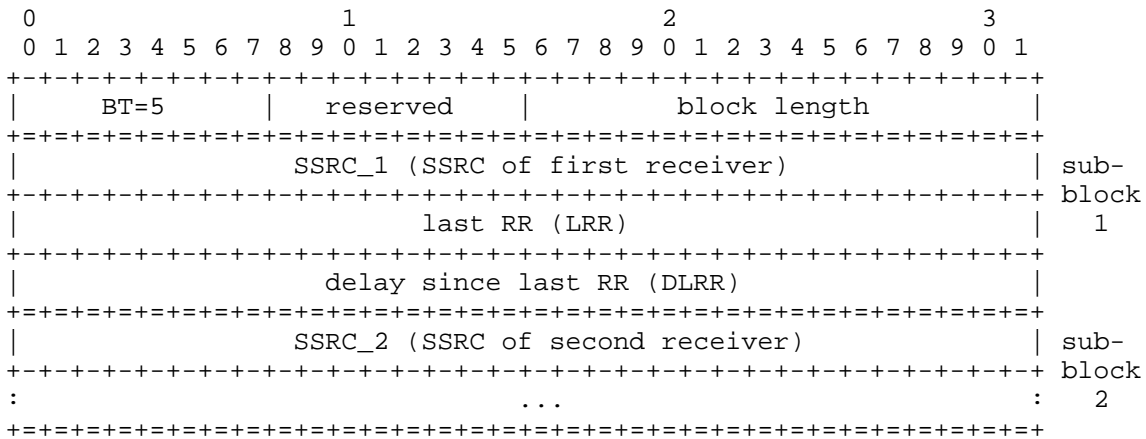 0                   1                   2                   3
 0 1 2 3 4 5 6 7 8 9 0 1 2 3 4 5 6 7 8 9 0 1 2 3 4 5 6 7 8 9 0 1
+-+-+-+-+-+-+-+-+-+-+-+-+-+-+-+-+-+-+-+-+-+-+-+-+-+-+-+-+-+-+-+-+
|     BT=5      |   reserved    |         block length          |
+=+=+=+=+=+=+=+=+=+=+=+=+=+=+=+=+=+=+=+=+=+=+=+=+=+=+=+=+=+=+=+=+
|                 SSRC_1 (SSRC of first receiver)               | sub-
+-+-+-+-+-+-+-+-+-+-+-+-+-+-+-+-+-+-+-+-+-+-+-+-+-+-+-+-+-+-+-+-+ block
|                         last RR (LRR)                         |   1
+-+-+-+-+-+-+-+-+-+-+-+-+-+-+-+-+-+-+-+-+-+-+-+-+-+-+-+-+-+-+-+-+
|                   delay since last RR (DLRR)                  |
+=+=+=+=+=+=+=+=+=+=+=+=+=+=+=+=+=+=+=+=+=+=+=+=+=+=+=+=+=+=+=+=+
|                 SSRC_2 (SSRC of second receiver)              | sub-
+-+-+-+-+-+-+-+-+-+-+-+-+-+-+-+-+-+-+-+-+-+-+-+-+-+-+-+-+-+-+-+-+ block
:                               ...                             :   2
+=+=+=+=+=+=+=+=+=+=+=+=+=+=+=+=+=+=+=+=+=+=+=+=+=+=+=+=+=+=+=+=+